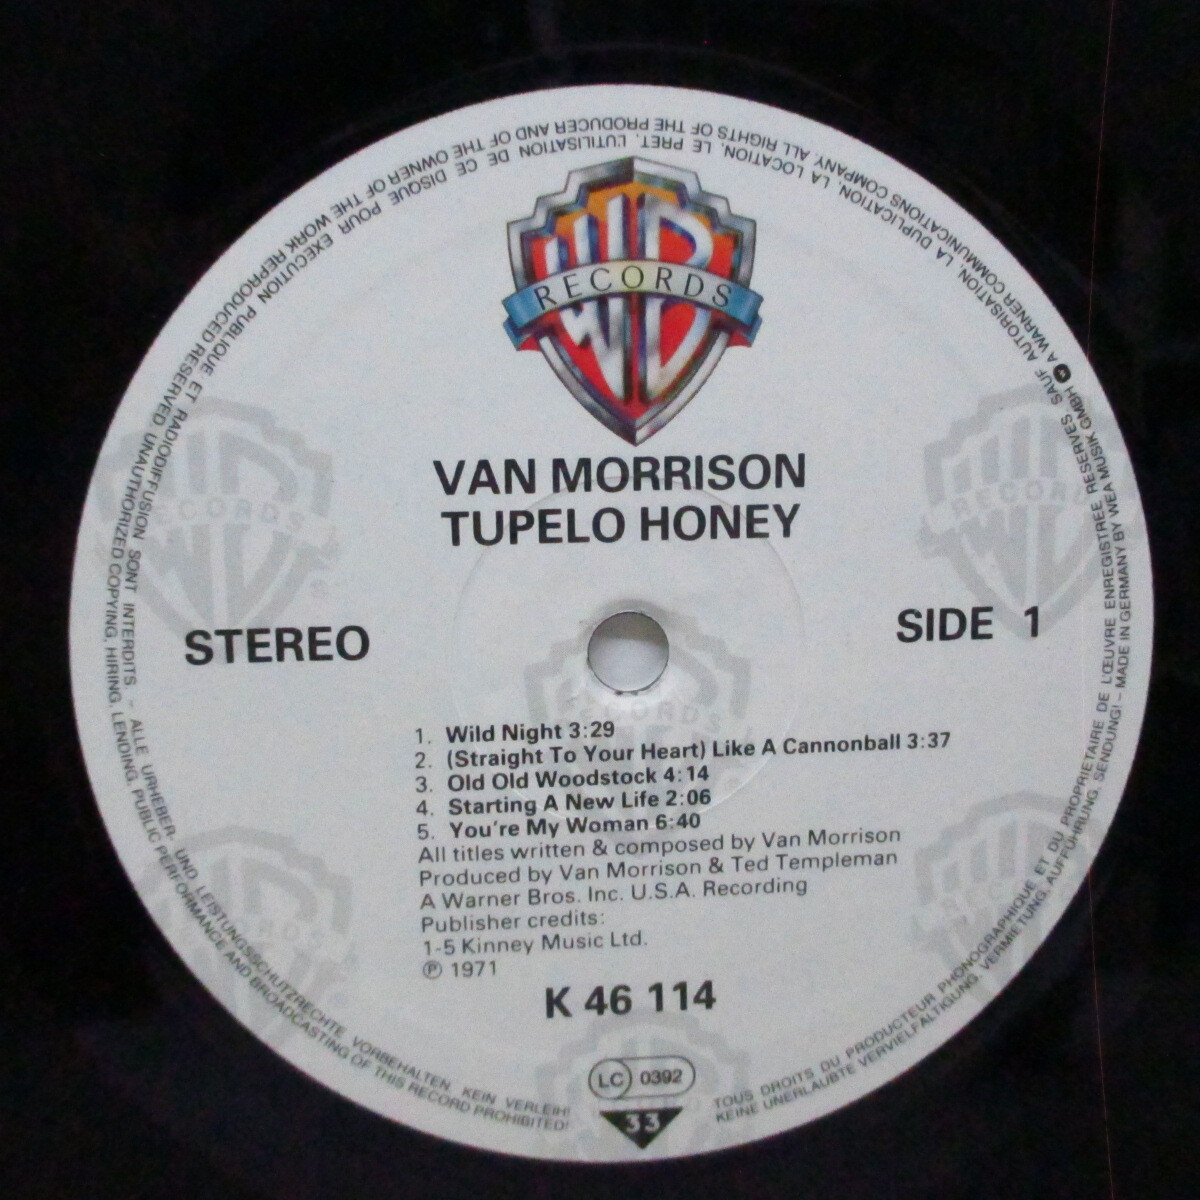 WB
RECORDS
VAN MORRISON
TUPELO HONEY
STEREO
SIDE 1
1. Wild Night 3:29
2. (Straight To Your Heart) Like A Cannonball 3:37
3. Old Old Woodstock 4:14
4. Starting A New Life 2:06
5. You're My Woman 6:40
All titles written & composed by Van Morrison
Produced by Van Morrison & Ted Templeman
A Warner Bros. Inc. U.S.A. Recording
Publisher credits:
1-5 Kinney Music Ltd.
℗ 1971
K 46 114
LC 0392
33
TOUS DROITS DU PRODUCTEUR PHONOGRAPHIQUE ET DU PROPRIETAIRE DE L'ŒUVRE ENREGISTREE RESERVES. SAUF AUTORISATION, LA DUPLICATION, LA LOCATION, LE PRET, L'UTILISATION DE CE DISQUE POUR EXECUTION PUBLIQUE ET RADIODIFFUSION SONT INTERDITS. – ALLE URHEBER- UND LEISTUNGSSCHUTZRECHTE VORBEHALTEN. KEIN VERLEIH!
KEINE UNERLAUBTE VERVIELFÄLTIGUNG, VERMIETUNG, AUFFÜHRUNG, SENDUNG! – MADE IN GERMANY BY WEA MUSIK GMBH A WARNER COMMUNICATIONS COMPANY. ALL RIGHTS OF THE PRODUCER AND OF THE OWNER OF THE WORK REPRODUCED RESERVED. UNAUTHORIZED COPYING, HIRING, LENDING, PUBLIC PERFORMANCE AND BROADCASTING OF THIS RECORD PROHIBITED!